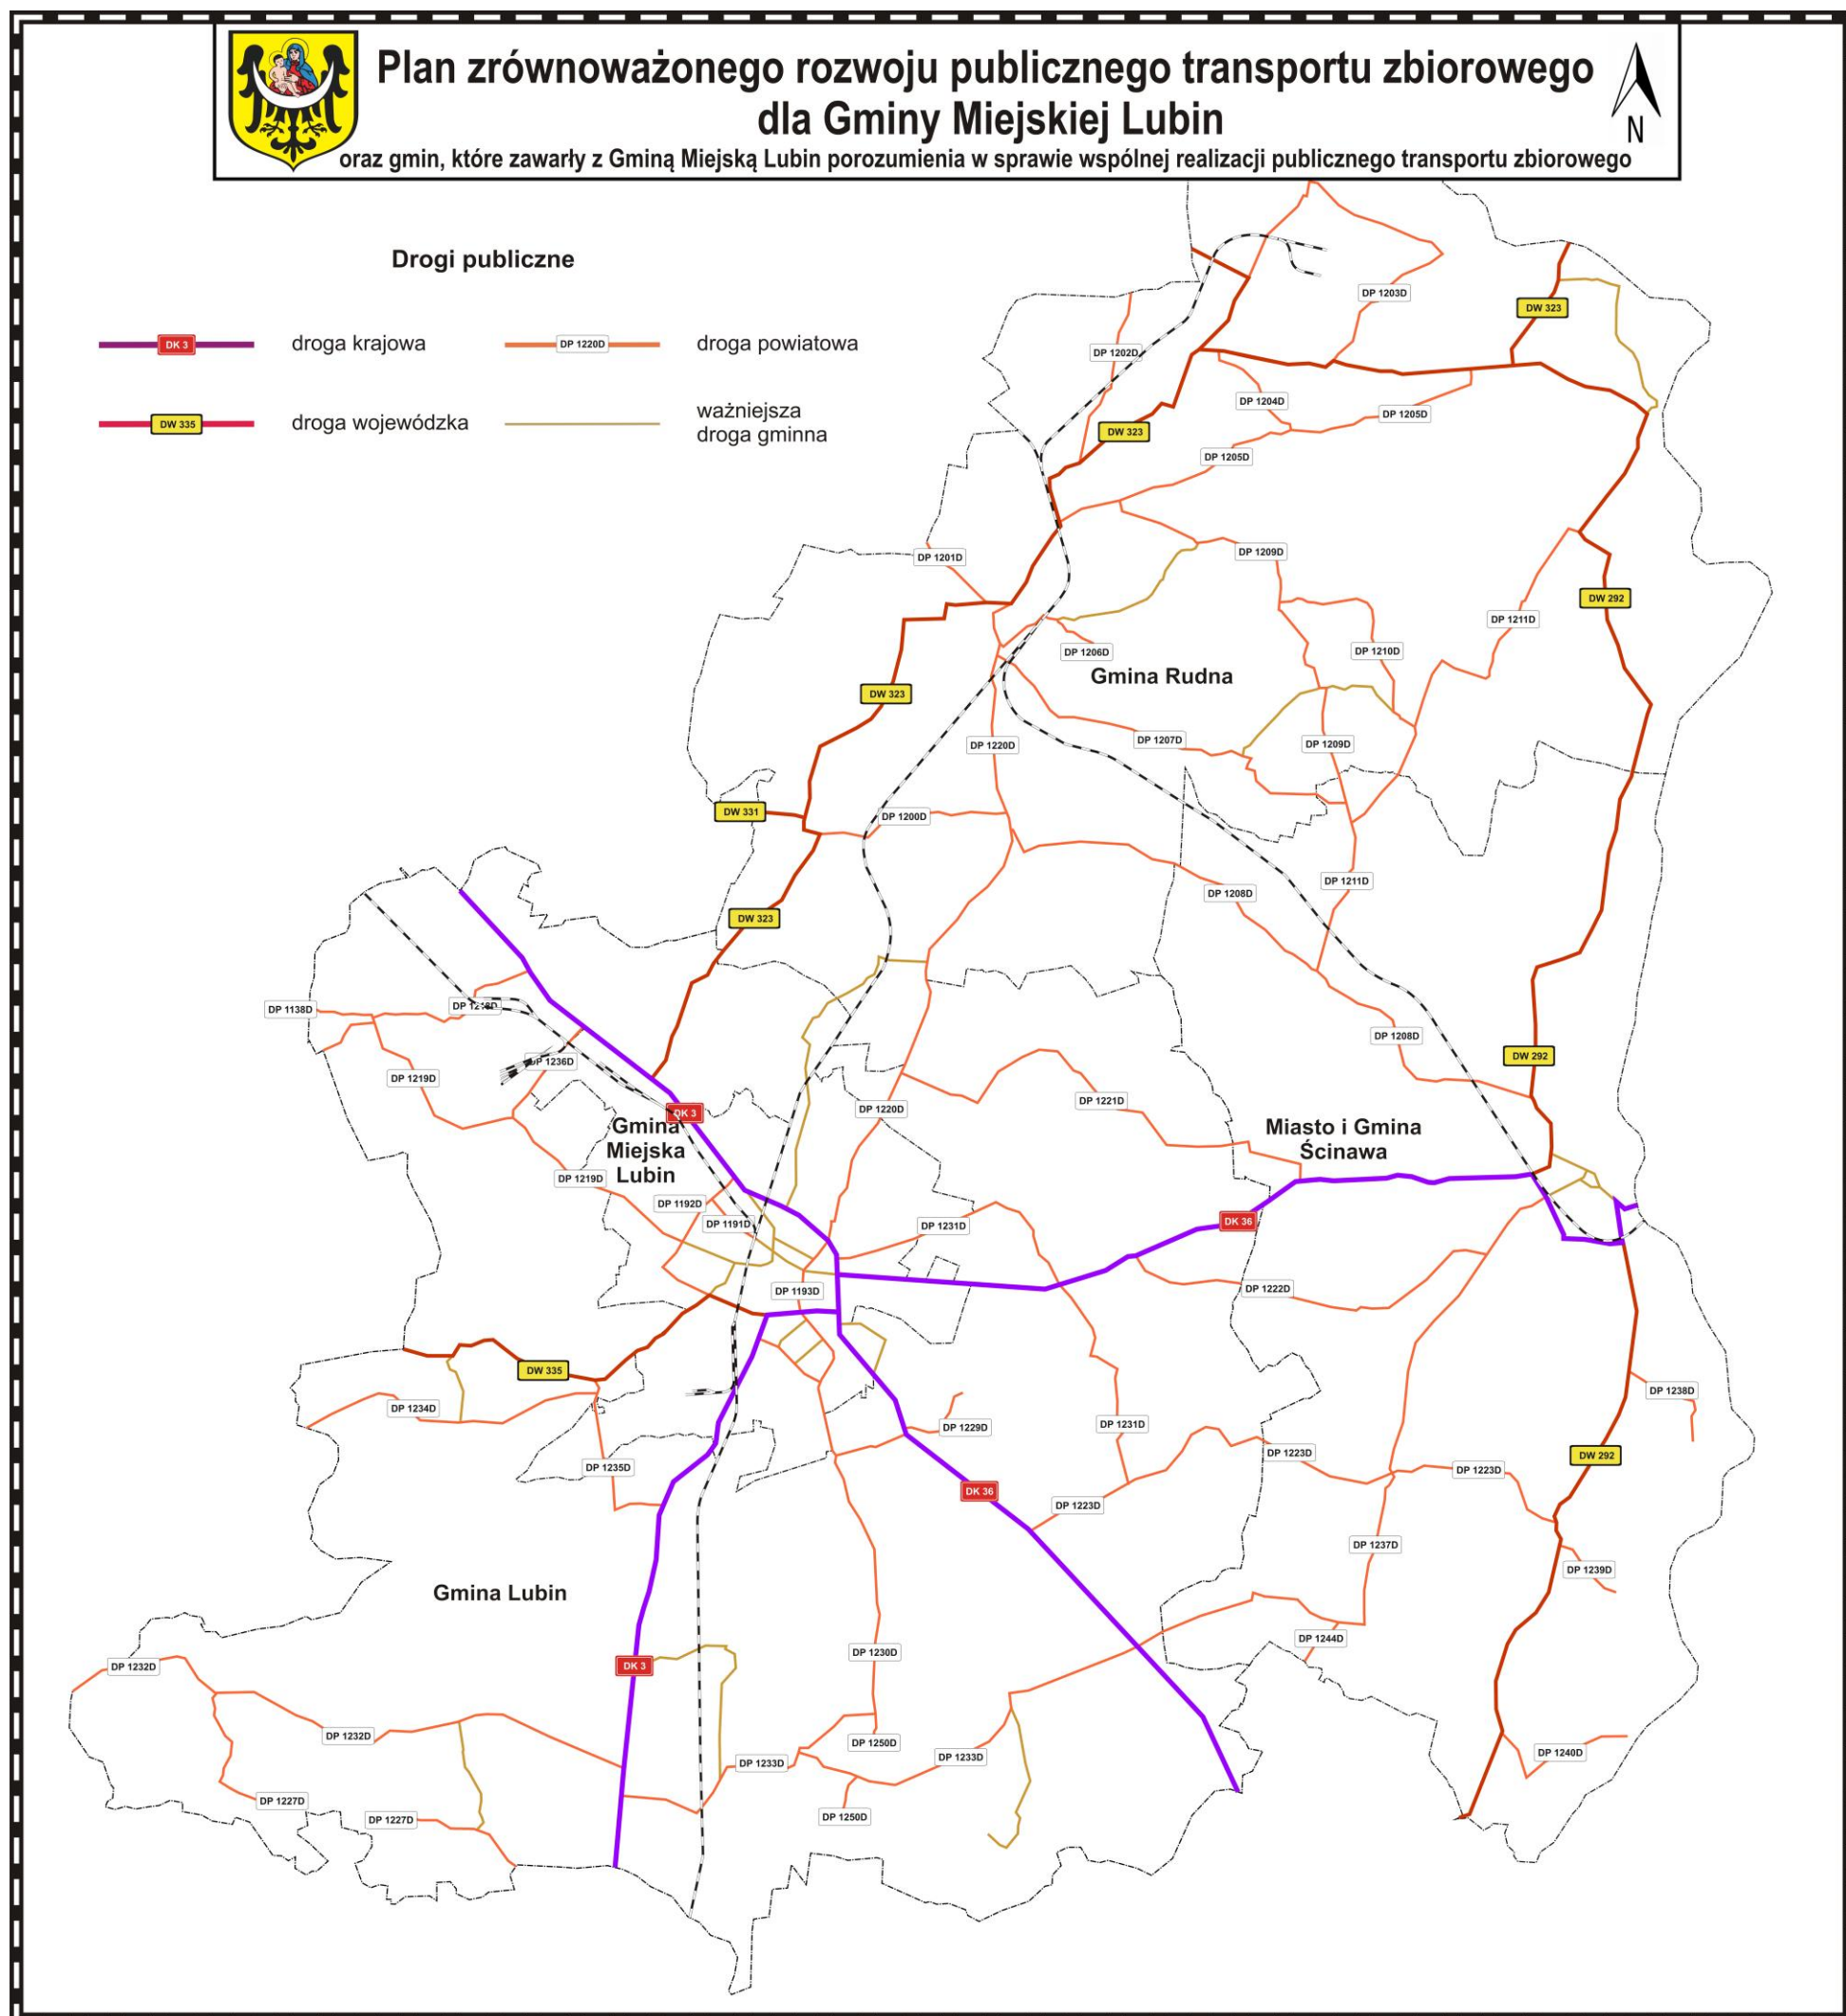 Plan zrównoważonego rozwoju publicznego transportu zbiorowego
dla Gminy Miejskiej Lubin
oraz gmin, które zawarły z Gminą Miejską Lubin porozumienia w sprawie wspólnej realizacji publicznego transportu zbiorowego
N
Drogi publiczne
DK 3
droga krajowa
DP 1220D
droga powiatowa
DW 335
droga wojewódzka
ważniejsza
droga gminna
DP 1203D
DW 323
DP 1202D
DP 1204D
DP 1205D
DW 323
DP 1205D
DP 1201D
DP 1209D
DW 292
DP 1211D
DP 1206D
DP 1210D
Gmina Rudna
DW 323
DP 1220D
DP 1207D
DP 1209D
DW 331
DP 1200D
DP 1211D
DP 1208D
DW 323
DP 1138D
DP 1208D
DW 292
DP 1236D
DP 1219D
DP 1221D
DP 1220D
DK 3
Gmina
Miejska
Lubin
Miasto i Gmina
Ścinawa
DP 1219D
DP 1192D
DP 1191D
DP 1231D
DK 36
DP 1222D
DP 1193D
DW 335
DP 1238D
DP 1234D
DP 1231D
DP 1229D
DP 1223D
DW 292
DP 1235D
DP 1223D
DK 36
DP 1223D
DP 1237D
DP 1239D
Gmina Lubin
DP 1244D
DP 1230D
DK 3
DP 1232D
DP 1232D
DP 1250D
DP 1240D
DP 1233D
DP 1233D
DP 1227D
DP 1250D
DP 1227D